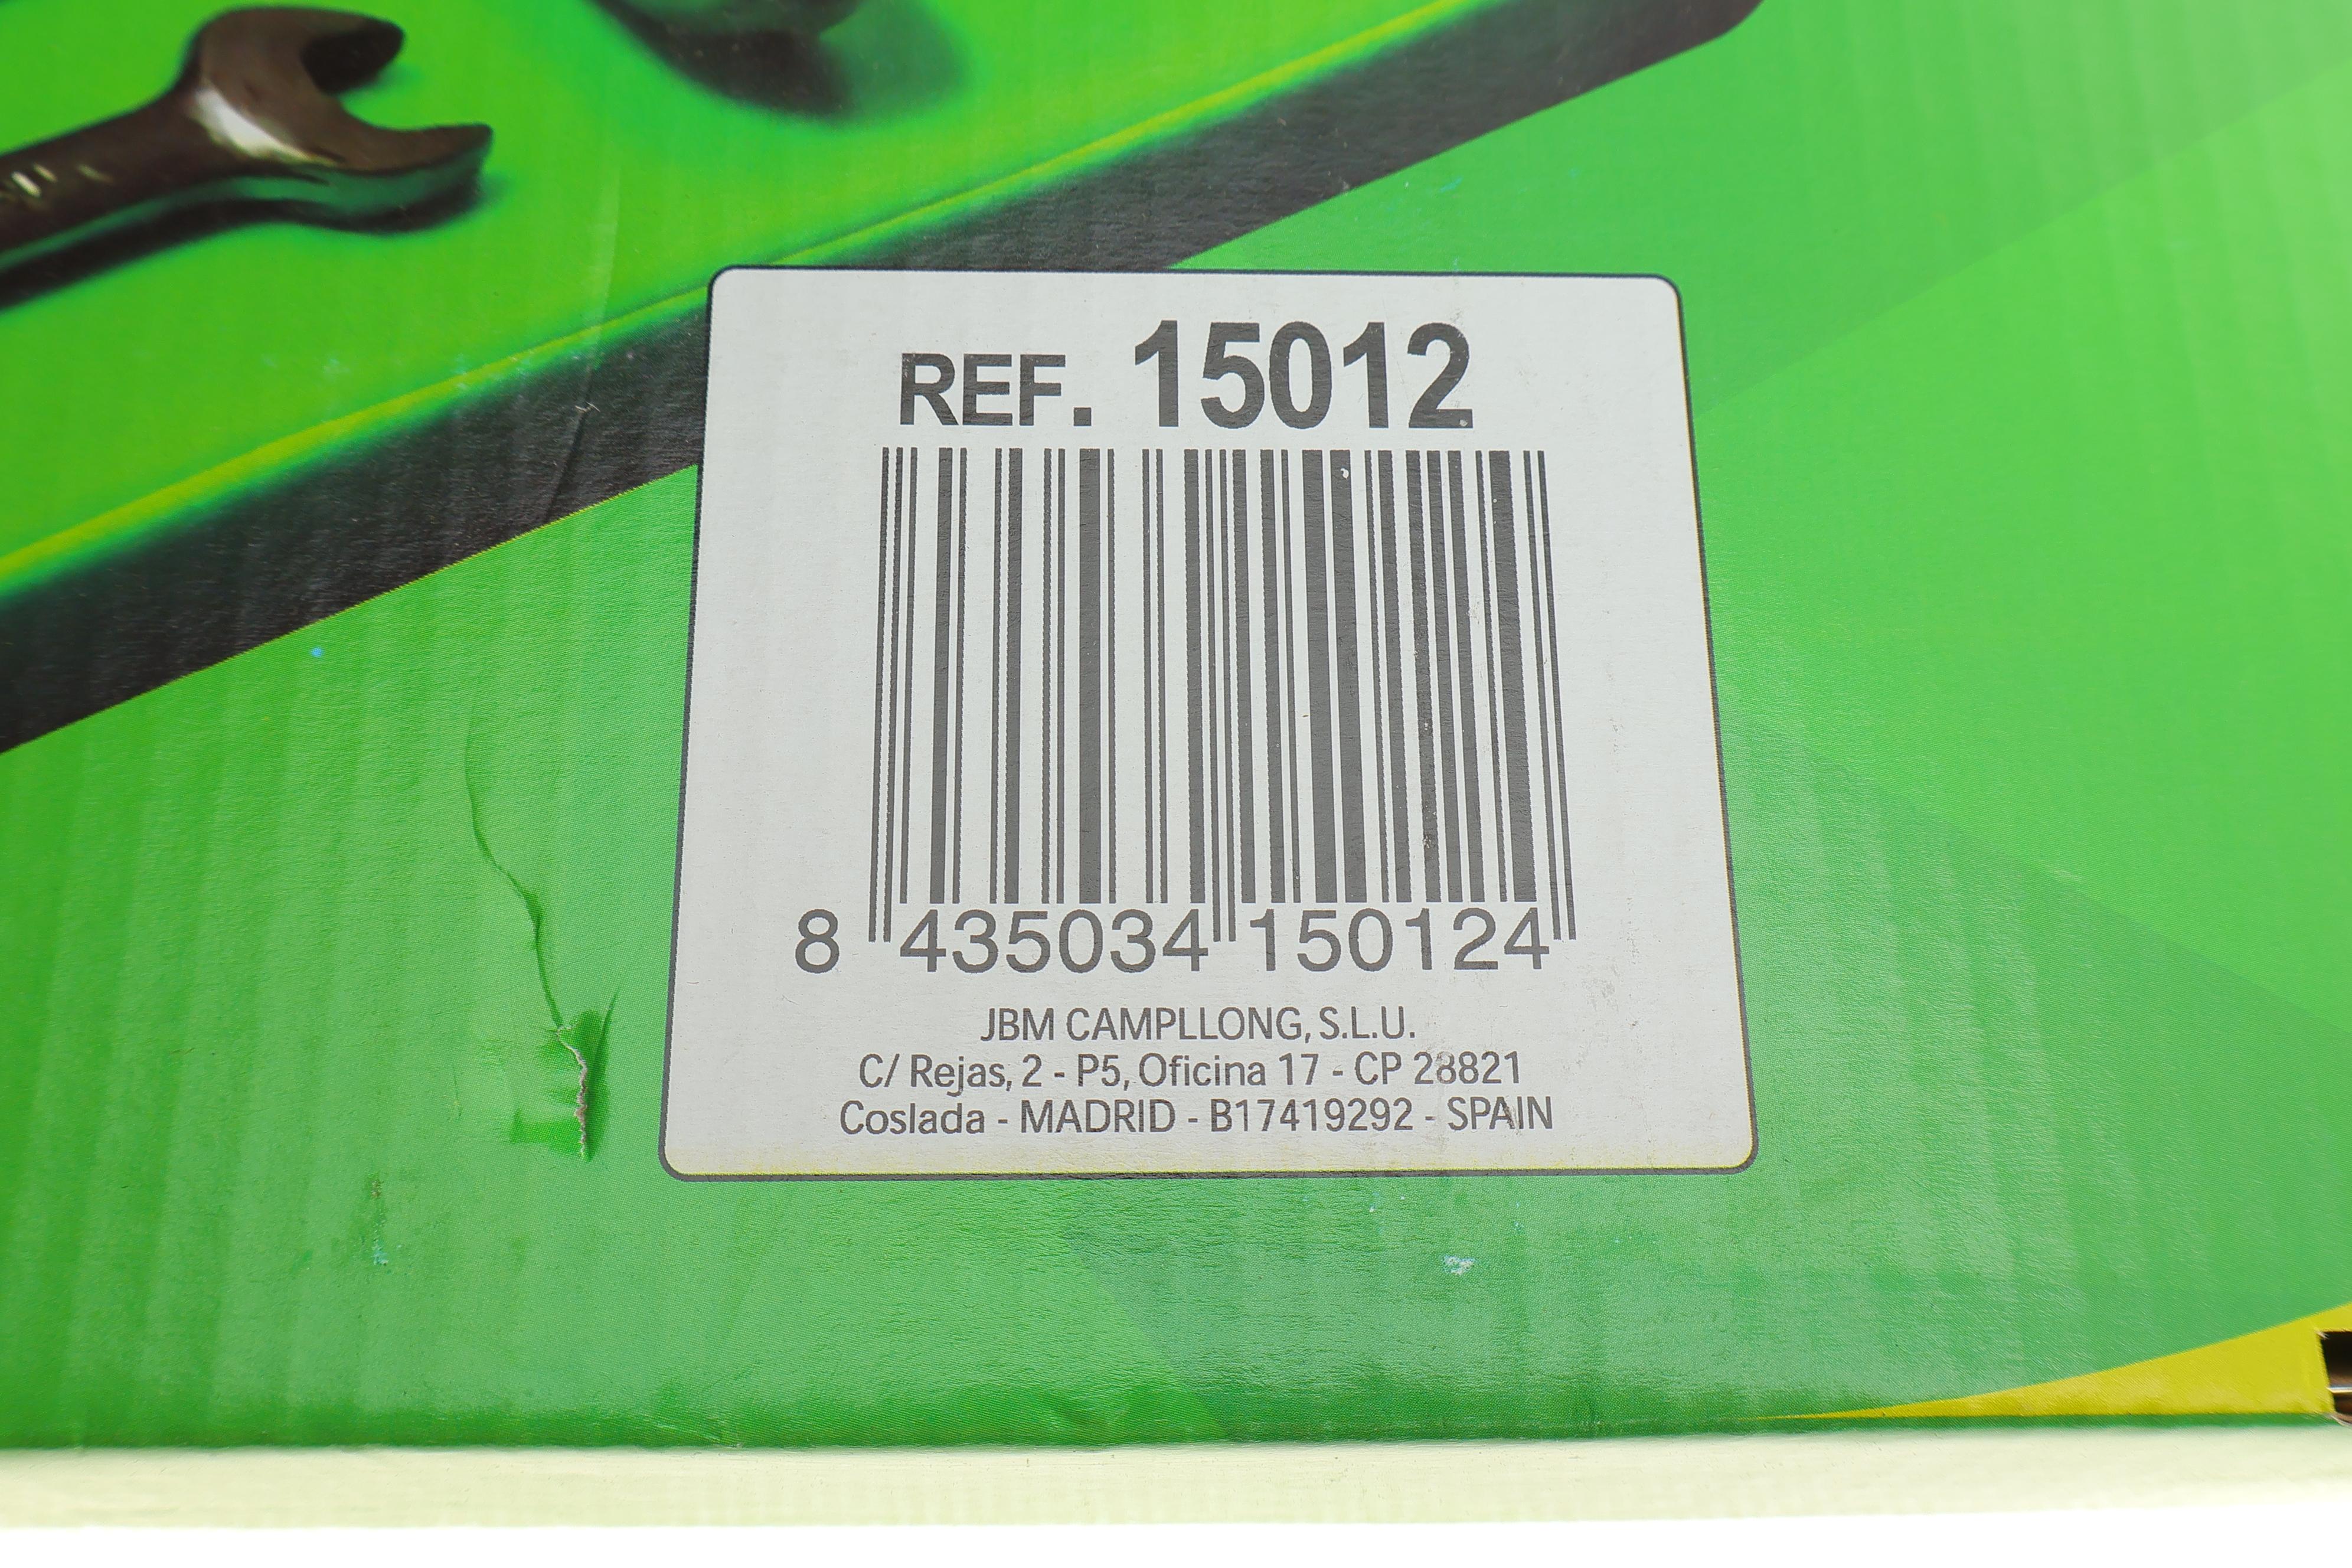 REF. 15012
8 435034 150124
JBM CAMPLLONG, S.L.U.
C/ Rejas, 2 - P5, Oficina 17 - CP 28821
Coslada - MADRID - B17419292 - SPAIN